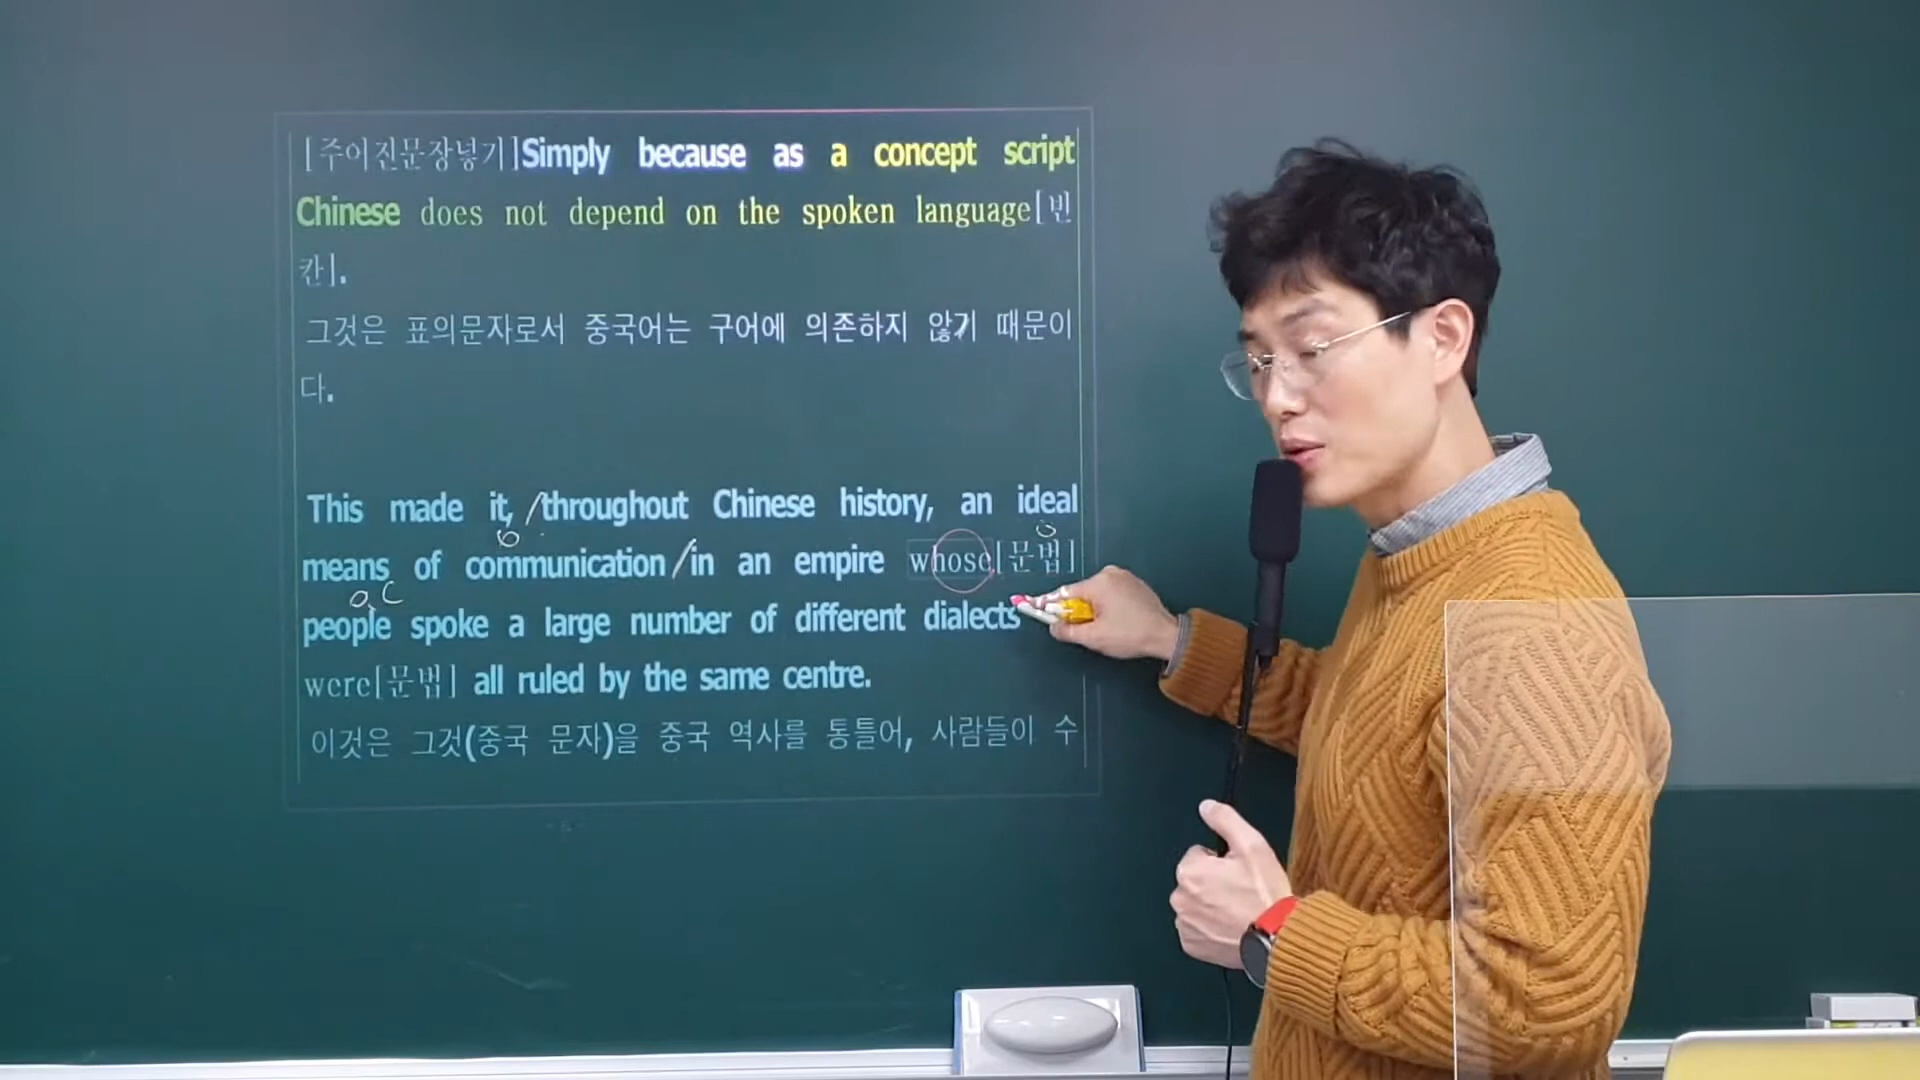 [주어진문장넣기]Simply because as a concept script
Chinese does not depend on the spoken language[빈
칸].
그것은 표의문자로서 중국어는 구어에 의존하지 않기 때문이
다.
This made it, /throughout Chinese history, an ideal
means of communication /in an empire whose[문법]
people spoke a large number of different dialects
were[문법] all ruled by the same centre.
이것은 그것(중국 문자)을 중국 역사를 통틀어, 사람들이 수